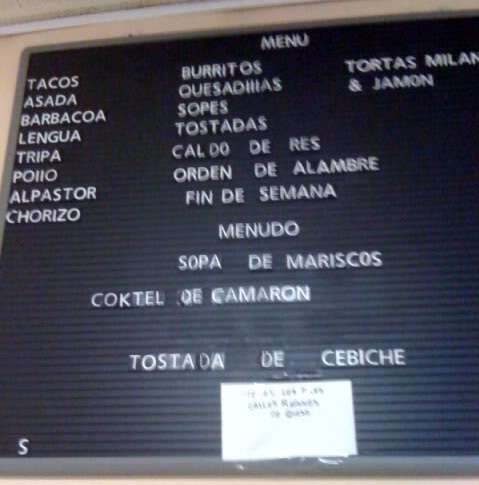 MENU
TACOS
ASADA
BARBACOA
LENGUA
TRIPA
POIIO
ALPASTOR
CHORIZO
BURRITOS
QUESADIIIAS
SOPES
TOSTADAS
CALDO DE RES
ORDEN DE ALAMBRE
FIN DE SEMANA
TORTAS MILAN
& JAMON
MENUDO
SOPA DE MARISCOS
COKTEL DE CAMARON
TOSTADA DE CEBICHE
S